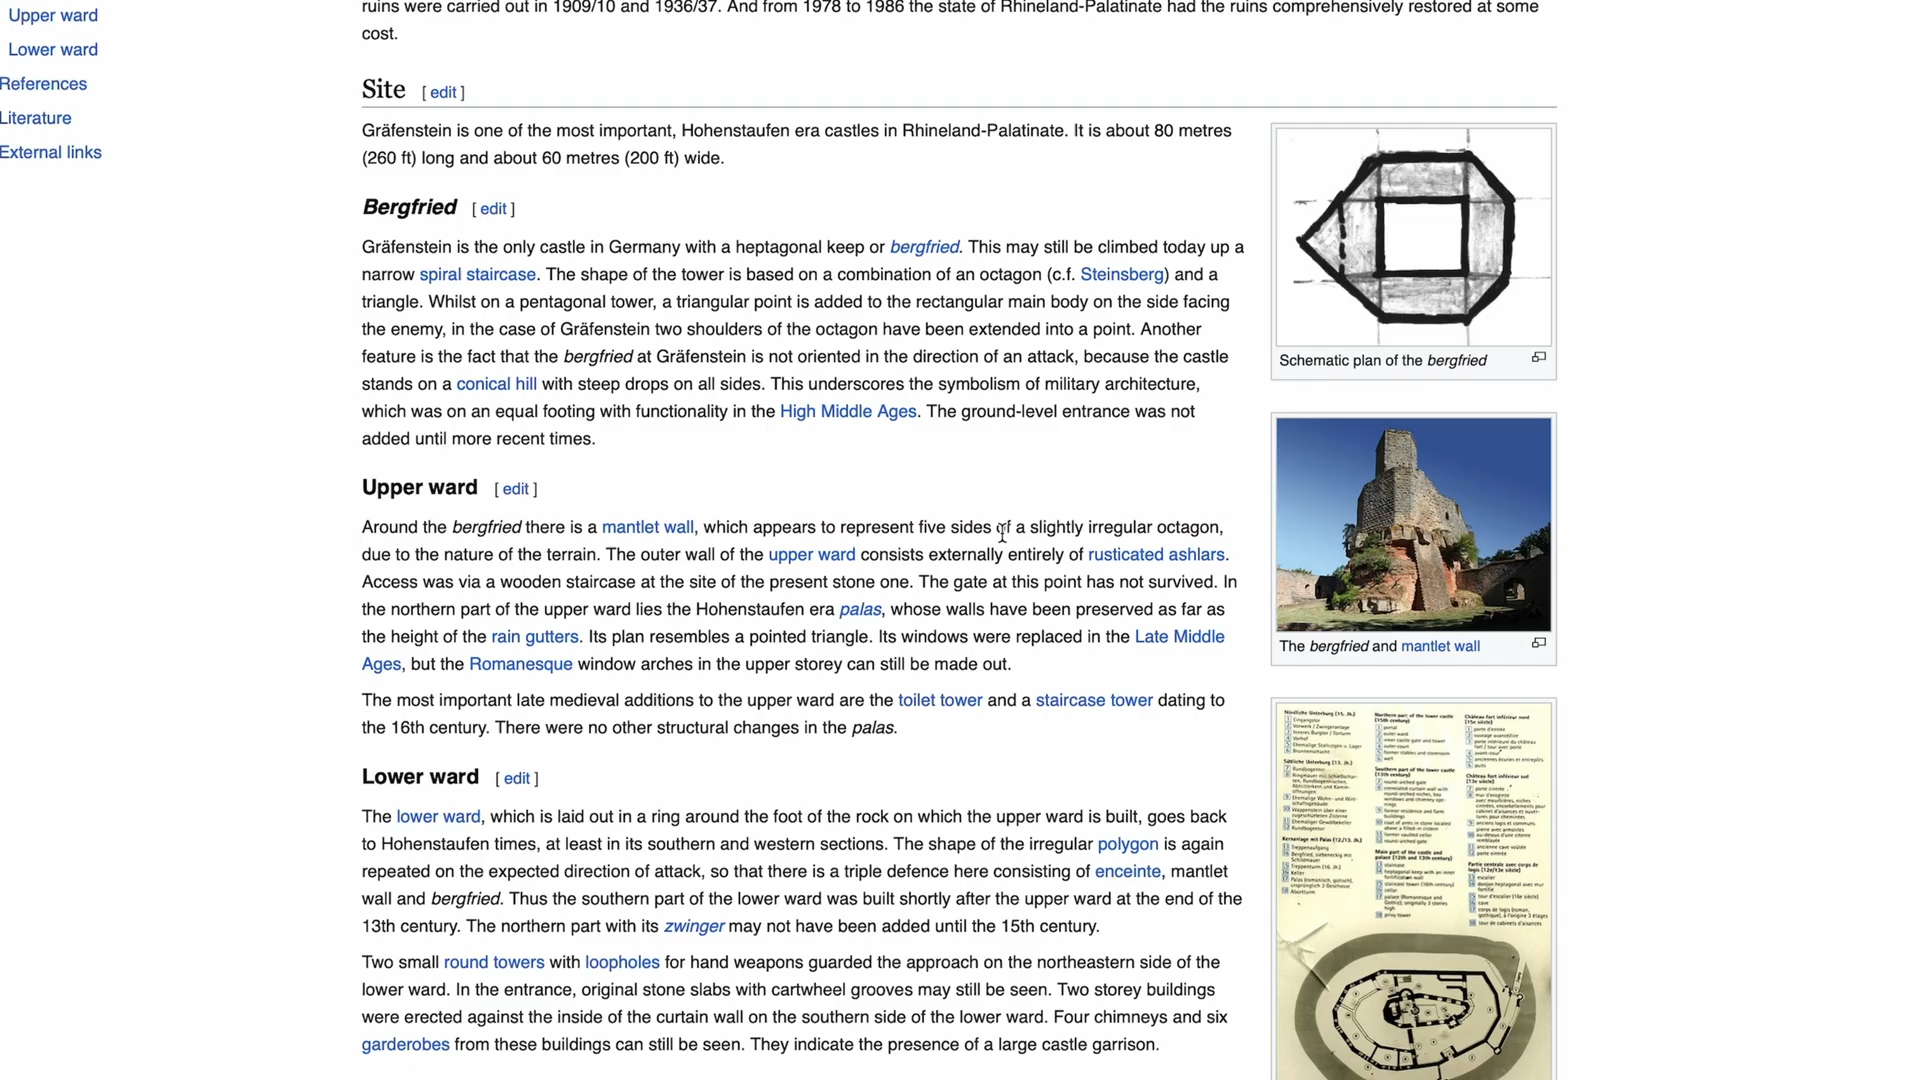 Upper ward
Lower ward
References
Literature
External links
ruins were carried out in 1909/10 and 1936/37. And from 1978 to 1986 the state of Rhineland-Palatinate had the ruins comprehensively restored at some
cost.
Site [ edit ]
Gräfenstein is one of the most important, Hohenstaufen era castles in Rhineland-Palatinate. It is about 80 metres
(260 ft) long and about 60 metres (200 ft) wide.
Bergfried [ edit ]
Gräfenstein is the only castle in Germany with a heptagonal keep or bergfried. This may still be climbed today up a
narrow spiral staircase. The shape of the tower is based on a combination of an octagon (c.f. Steinsberg) and a
triangle. Whilst on a pentagonal tower, a triangular point is added to the rectangular main body on the side facing
the enemy, in the case of Gräfenstein two shoulders of the octagon have been extended into a point. Another
feature is the fact that the bergfried at Gräfenstein is not oriented in the direction of an attack, because the castle
stands on a conical hill with steep drops on all sides. This underscores the symbolism of military architecture,
which was on an equal footing with functionality in the High Middle Ages. The ground-level entrance was not
added until more recent times.
Upper ward [ edit ]
Around the bergfried there is a mantlet wall, which appears to represent five sides of a slightly irregular octagon,
due to the nature of the terrain. The outer wall of the upper ward consists externally entirely of rusticated ashlars.
Access was via a wooden staircase at the site of the present stone one. The gate at this point has not survived. In
the northern part of the upper ward lies the Hohenstaufen era palas, whose walls have been preserved as far as
the height of the rain gutters. Its plan resembles a pointed triangle. Its windows were replaced in the Late Middle
Ages, but the Romanesque window arches in the upper storey can still be made out.
The most important late medieval additions to the upper ward are the toilet tower and a staircase tower dating to
the 16th century. There were no other structural changes in the palas.
Lower ward [ edit ]
The lower ward, which is laid out in a ring around the foot of the rock on which the upper ward is built, goes back
to Hohenstaufen times, at least in its southern and western sections. The shape of the irregular polygon is again
repeated on the expected direction of attack, so that there is a triple defence here consisting of enceinte, mantlet
wall and bergfried. Thus the southern part of the lower ward was built shortly after the upper ward at the end of the
13th century. The northern part with its zwinger may not have been added until the 15th century.
Two small round towers with loopholes for hand weapons guarded the approach on the northeastern side of the
lower ward. In the entrance, original stone slabs with cartwheel grooves may still be seen. Two storey buildings
were erected against the inside of the curtain wall on the southern side of the lower ward. Four chimneys and six
garderobes from these buildings can still be seen. They indicate the presence of a large castle garrison.
Schematic plan of the bergfried
The bergfried and mantlet wall